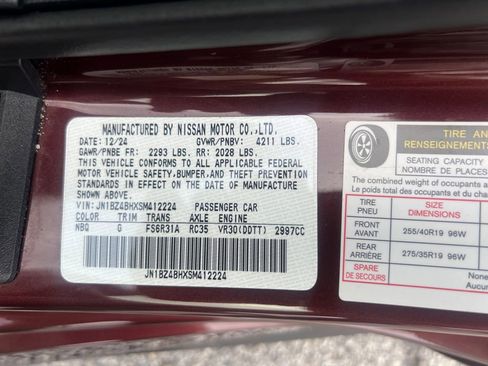 MANUFACTURED BY NISSAN MOTOR CO.,LTD.
DATE: 12/24 GVWR/PNBV: 4211 LBS.
GAWR/PNBE FR: 2293 LBS. RR: 2028 LBS.
THIS VEHICLE CONFORMS TO ALL APPLICABLE FEDERAL
MOTOR VEHICLE SAFETY,BUMPER,AND THEFT PREVENTION
STANDARDS IN EFFECT ON THE DATE OF MANUFACTURE
SHOWN ABOVE.
VIN: JN1BZ4BHXSM412224 PASSENGER CAR
COLOR TRIM TRANS AXLE ENGINE
NBQ G FS6R31A RC35 VR30(DDTT) 2997CC
JN1BZ4BHXSM412224
TIRE AN
RENSEIGNEMENTS
SEATING CAPACITY
NOMBRE DE PLACES
The combined weight of occupants a
Le poids total des occupants et du c
TIRE SIZE
PNEU DIMENSIONS
FRONT
AVANT 255/40R19 96W
REAR
ARRIÈRE 275/35R19 96W
SPARE
DE SECOURS